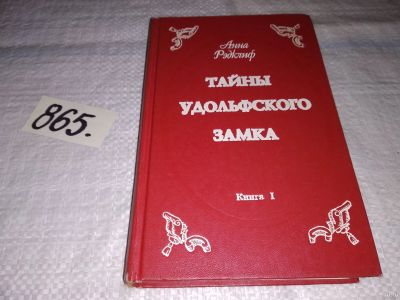 Анна
Рэдклиф
ТАЙНЫ
УДОЛЬФСКОГО
ЗАМКА
Книга I
865.